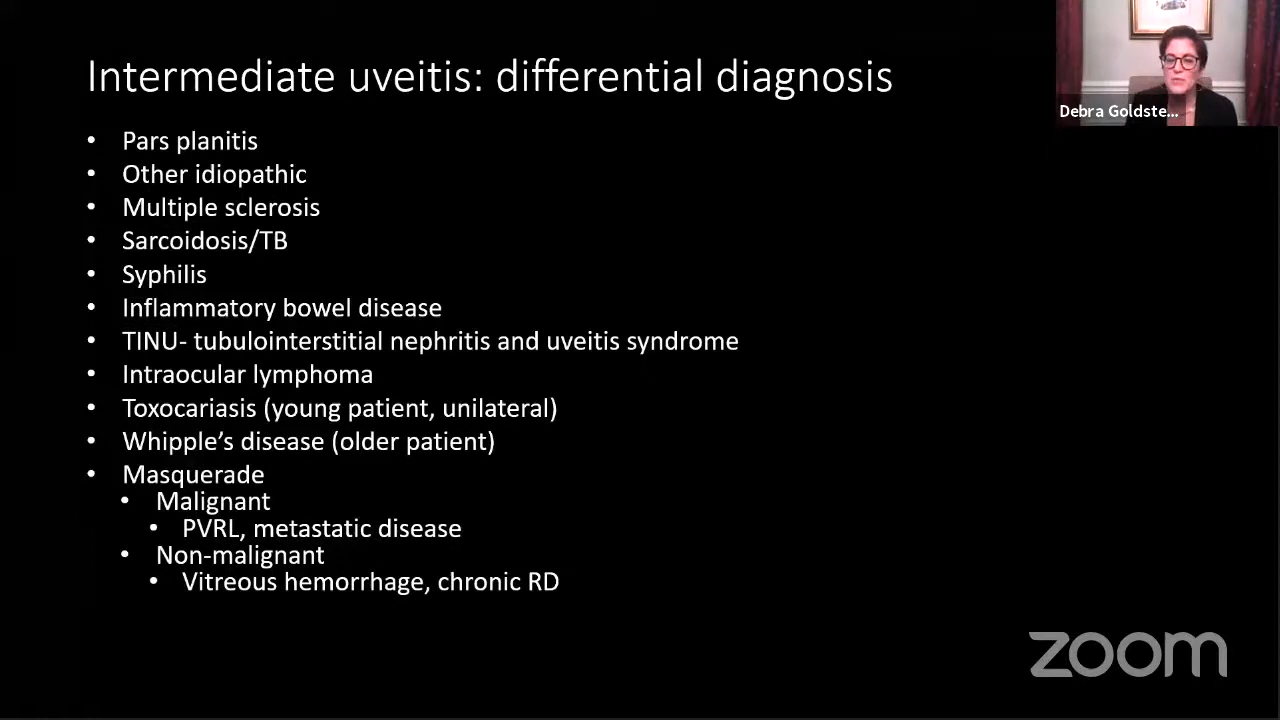 Intermediate uveitis: differential diagnosis
Debra Goldste...
• Pars planitis
• Other idiopathic
• Multiple sclerosis
• Sarcoidosis/TB
• Syphilis
• Inflammatory bowel disease
• TINU- tubulointerstitial nephritis and uveitis syndrome
• Intraocular lymphoma
• Toxocariasis (young patient, unilateral)
• Whipple’s disease (older patient)
• Masquerade
• Malignant
• PVRL, metastatic disease
• Non-malignant
• Vitreous hemorrhage, chronic RD
zoom